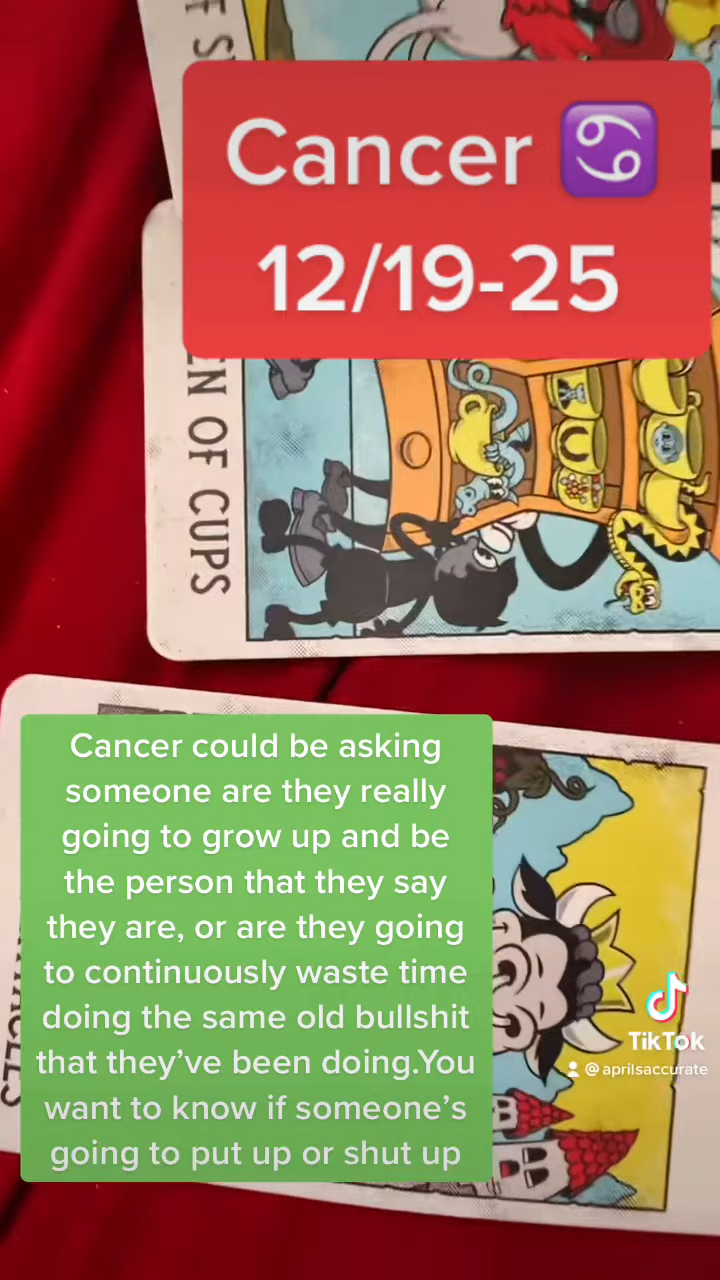 Cancer ♋
12/19-25
OF CUPS
Cancer could be asking
someone are they really
going to grow up and be
the person that they say
they are, or are they going
to continuously waste time
doing the same old bullshit
that they’ve been doing.You
want to know if someone’s
going to put up or shut up
TikTok
@aprilsaccurate